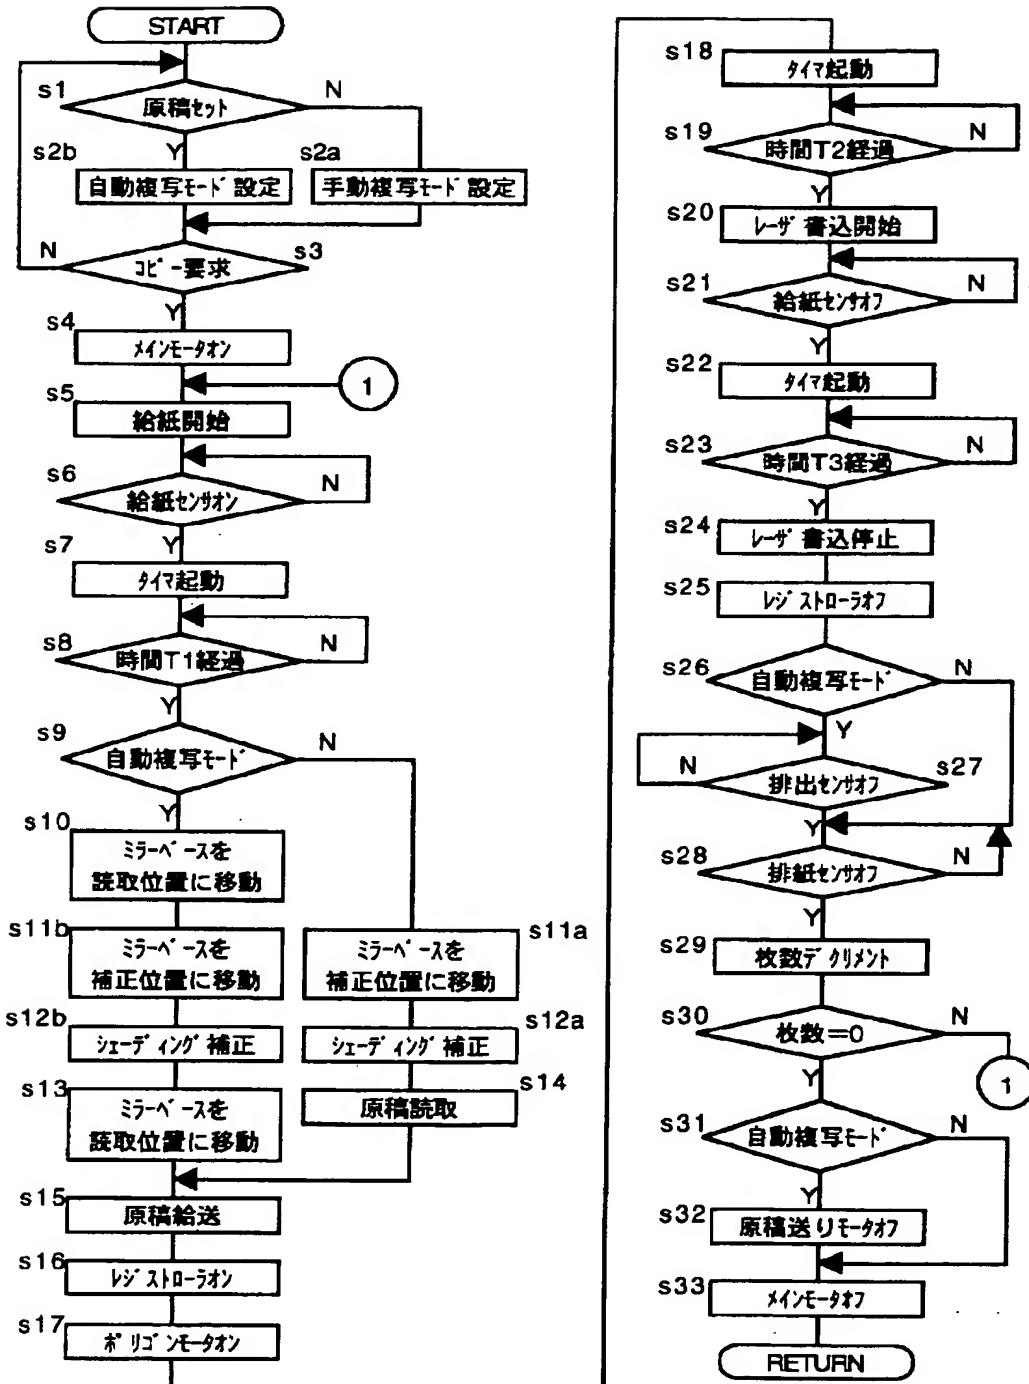 START
s1
原稿セット
N
Y
s2b
s2a
自動複写モード設定
手動複写モード設定
N
コピー要求
s3
Y
s4
メインモータオン
1
s5
給紙開始
s6
給紙センサオン
N
Y
s7
タイマ起動
s8
時間T1経過
N
Y
s9
自動複写モード
N
Y
s10
ミラーベースを
読取位置に移動
s11b
ミラーベースを
補正位置に移動
s11a
ミラーベースを
補正位置に移動
s12b
シェーディング補正
s12a
シェーディング補正
s13
ミラーベースを
読取位置に移動
s14
原稿読取
s15
原稿給送
s16
レジストローラオン
s17
ポリゴンモータオン
s18
タイマ起動
s19
時間T2経過
N
Y
s20
レーザ書込開始
s21
給紙センサオフ
N
Y
s22
タイマ起動
s23
時間T3経過
N
Y
s24
レーザ書込停止
s25
レジストローラオフ
s26
自動複写モード
N
Y
N
排出センサオフ
s27
Y
s28
排紙センサオフ
N
Y
s29
枚数デクリメント
s30
枚数=0
N
Y
1
s31
自動複写モード
N
Y
s32
原稿送りモータオフ
s33
メインモータオフ
RETURN